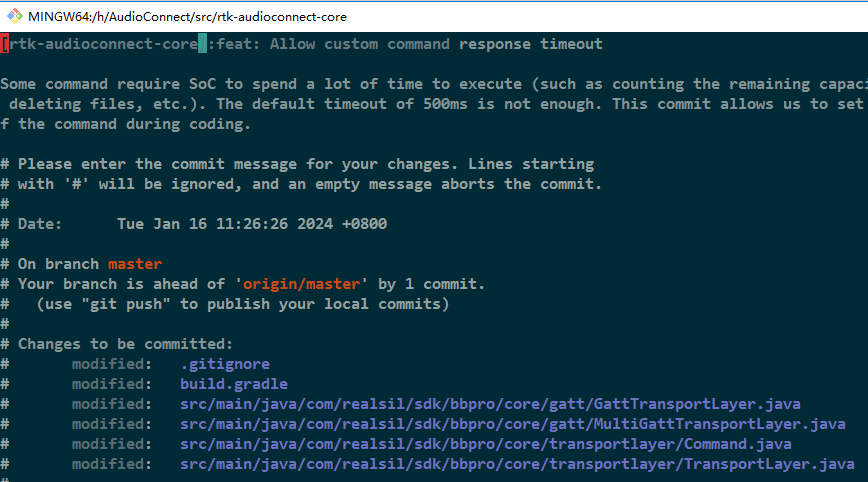 MINGW64:/h/AudioConnect/src/rtk-audioconnect-core
[rtk-audioconnect-core]:feat: Allow custom command response timeout
Some command require SoC to spend a lot of time to execute (such as counting the remaining
deleting files, etc.). The default timeout of 500ms is not enough. This commit allows us to set
f the command during coding.
# Please enter the commit message for your changes. Lines starting
# with '#' will be ignored, and an empty message aborts the commit.
#
# Date:      Tue Jan 16 11:26:26 2024 +0800
#
# On branch master
# Your branch is ahead of 'origin/master' by 1 commit.
#   (use "git push" to publish your local commits)
#
# Changes to be committed:
#       modified:   .gitignore
#       modified:   build.gradle
#       modified:   src/main/java/com/realsil/sdk/bbpro/core/gatt/GattTransportLayer.java
#       modified:   src/main/java/com/realsil/sdk/bbpro/core/gatt/MultiGattTransportLayer.java
#       modified:   src/main/java/com/realsil/sdk/bbpro/core/transportlayer/Command.java
#       modified:   src/main/java/com/realsil/sdk/bbpro/core/transportlayer/TransportLayer.java
#